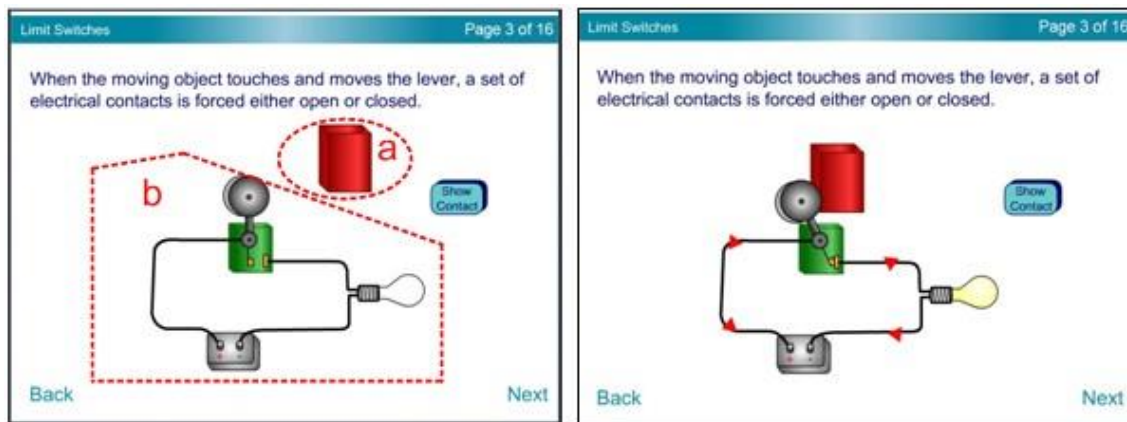 Limit Switches
Page 3 of 16
When the moving object touches and moves the lever, a set of
electrical contacts is forced either open or closed.
a
b
Show
Contact
Back
Next
Limit Switches
Page 3 of 16
When the moving object touches and moves the lever, a set of
electrical contacts is forced either open or closed.
Show
Contact
Back
Next